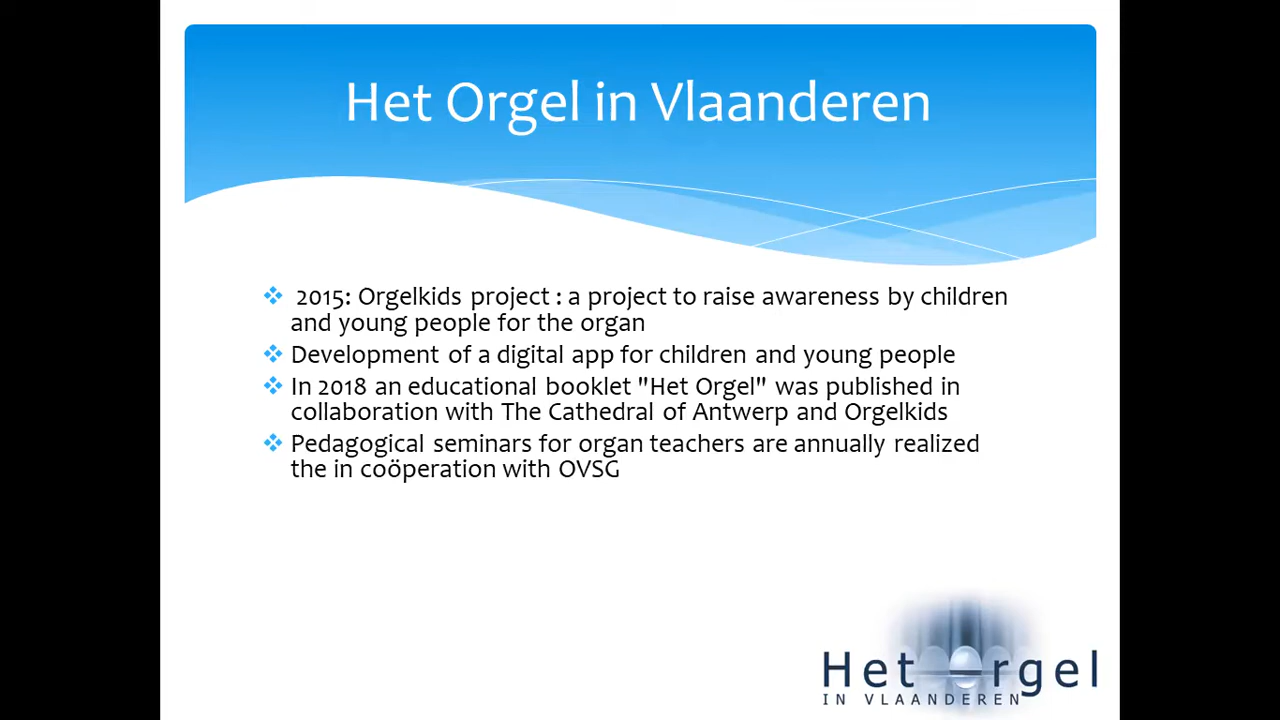 Het Orgel in Vlaanderen
2015: Orgelkids project : a project to raise awareness by children
and young people for the organ
Development of a digital app for children and young people
In 2018 an educational booklet "Het Orgel" was published in
collaboration with The Cathedral of Antwerp and Orgelkids
Pedagogical seminars for organ teachers are annually realized
the in coöperation with OVSG
Het Orgel
IN VLAANDEREN